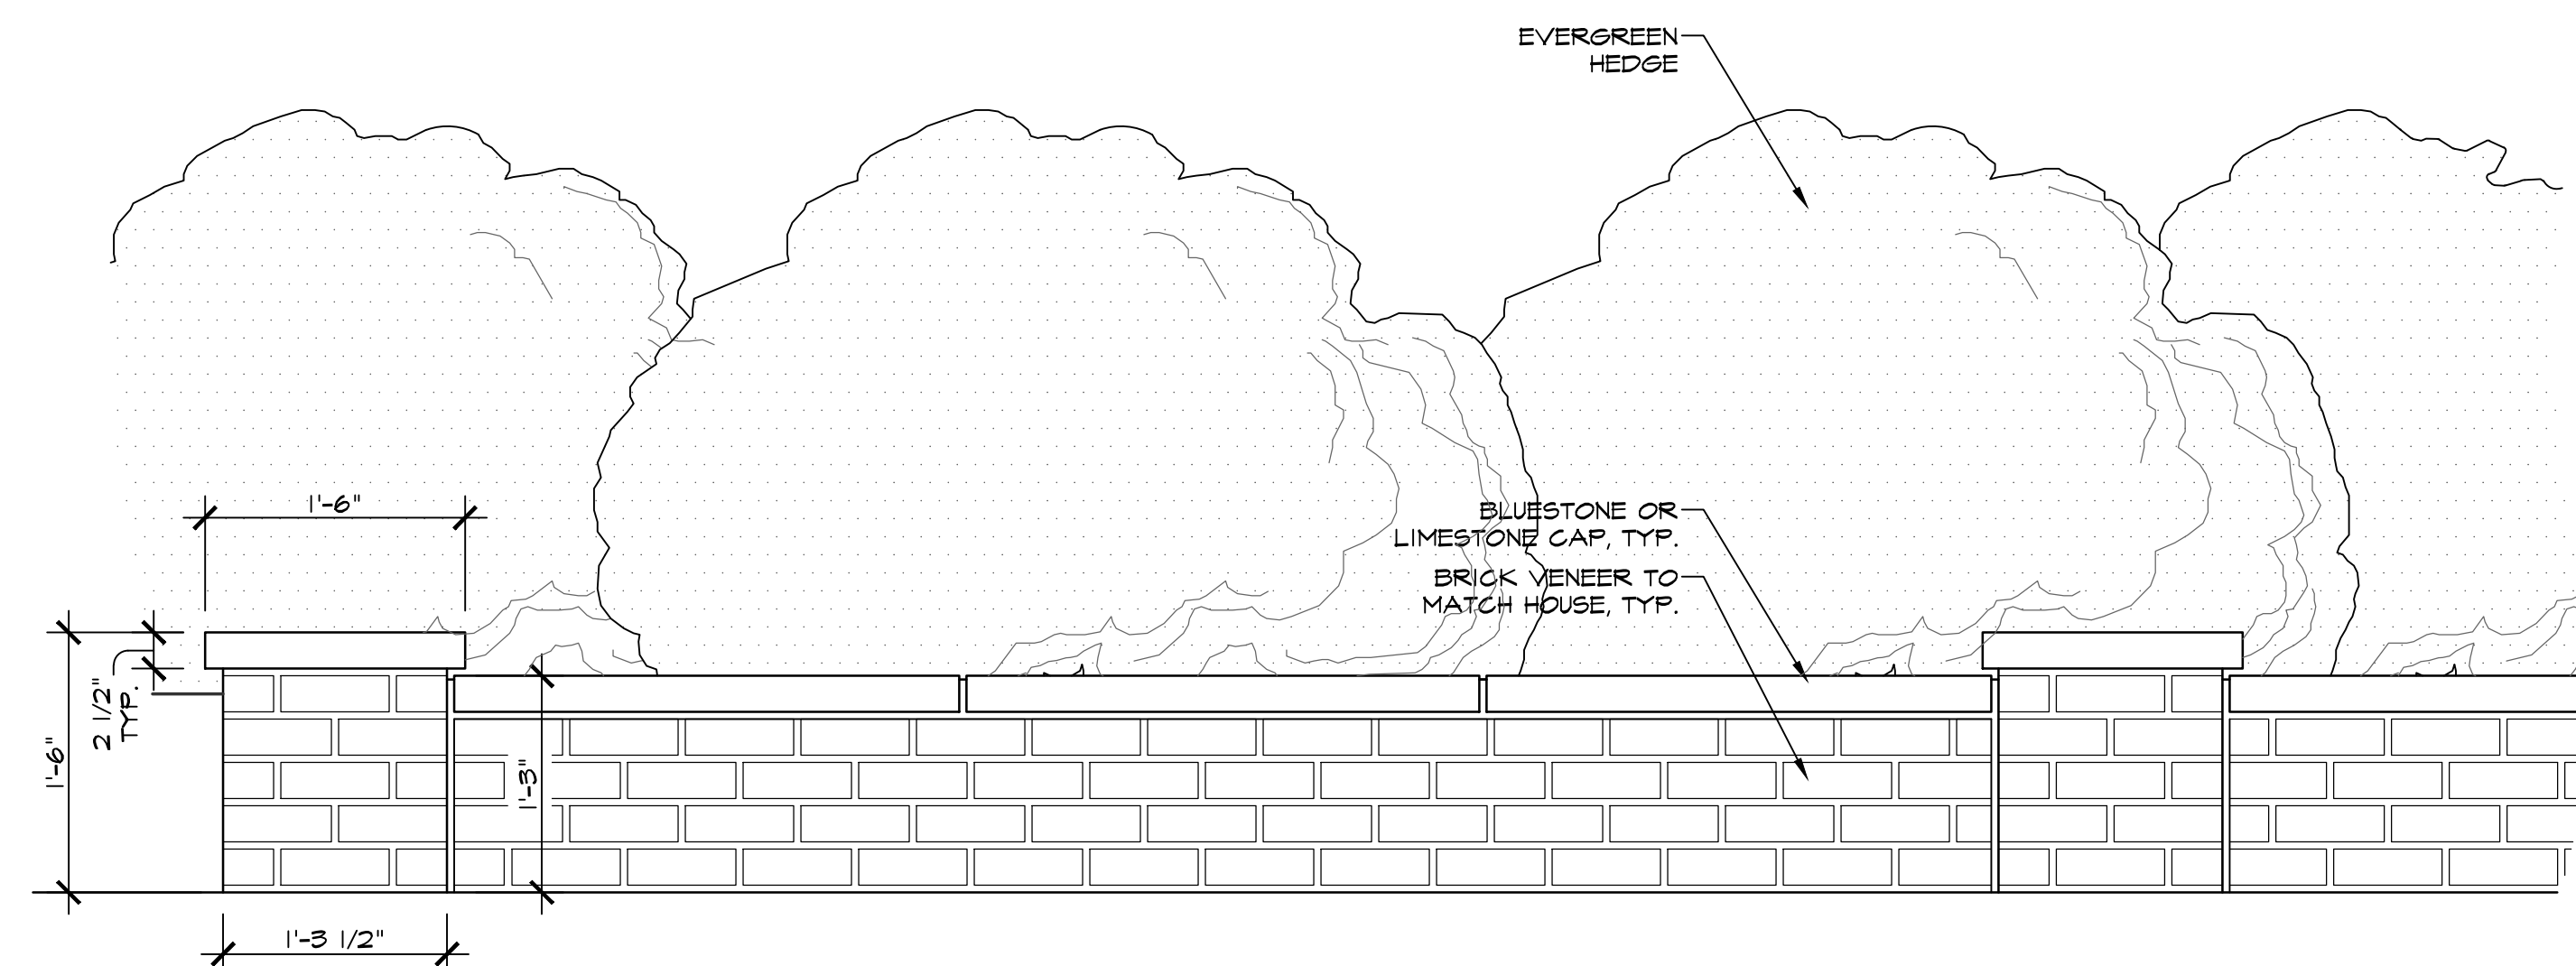 EVERGREEN
HEDGE
1'-6"
BLUESTONE OR
LIMESTONE CAP, TYP.
BRICK VENEER TO
MATCH HOUSE, TYP.
2 1/2"
TYP.
1'-6"
1'-3"
1'-3 1/2"